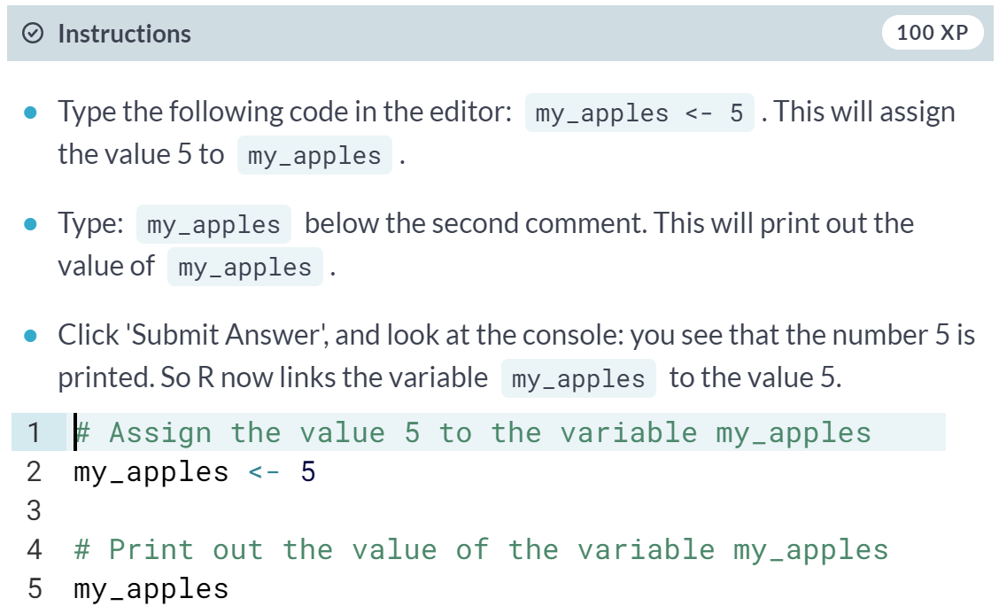 Instructions 100 XP
Type the following code in the editor: my_apples <- 5 . This will assign
the value 5 to my_apples .
Type: my_apples below the second comment. This will print out the
value of my_apples .
Click 'Submit Answer', and look at the console: you see that the number 5 is
printed. So R now links the variable my_apples to the value 5.
1 # Assign the value 5 to the variable my_apples
2 my_apples <- 5
3
4 # Print out the value of the variable my_apples
5 my_apples